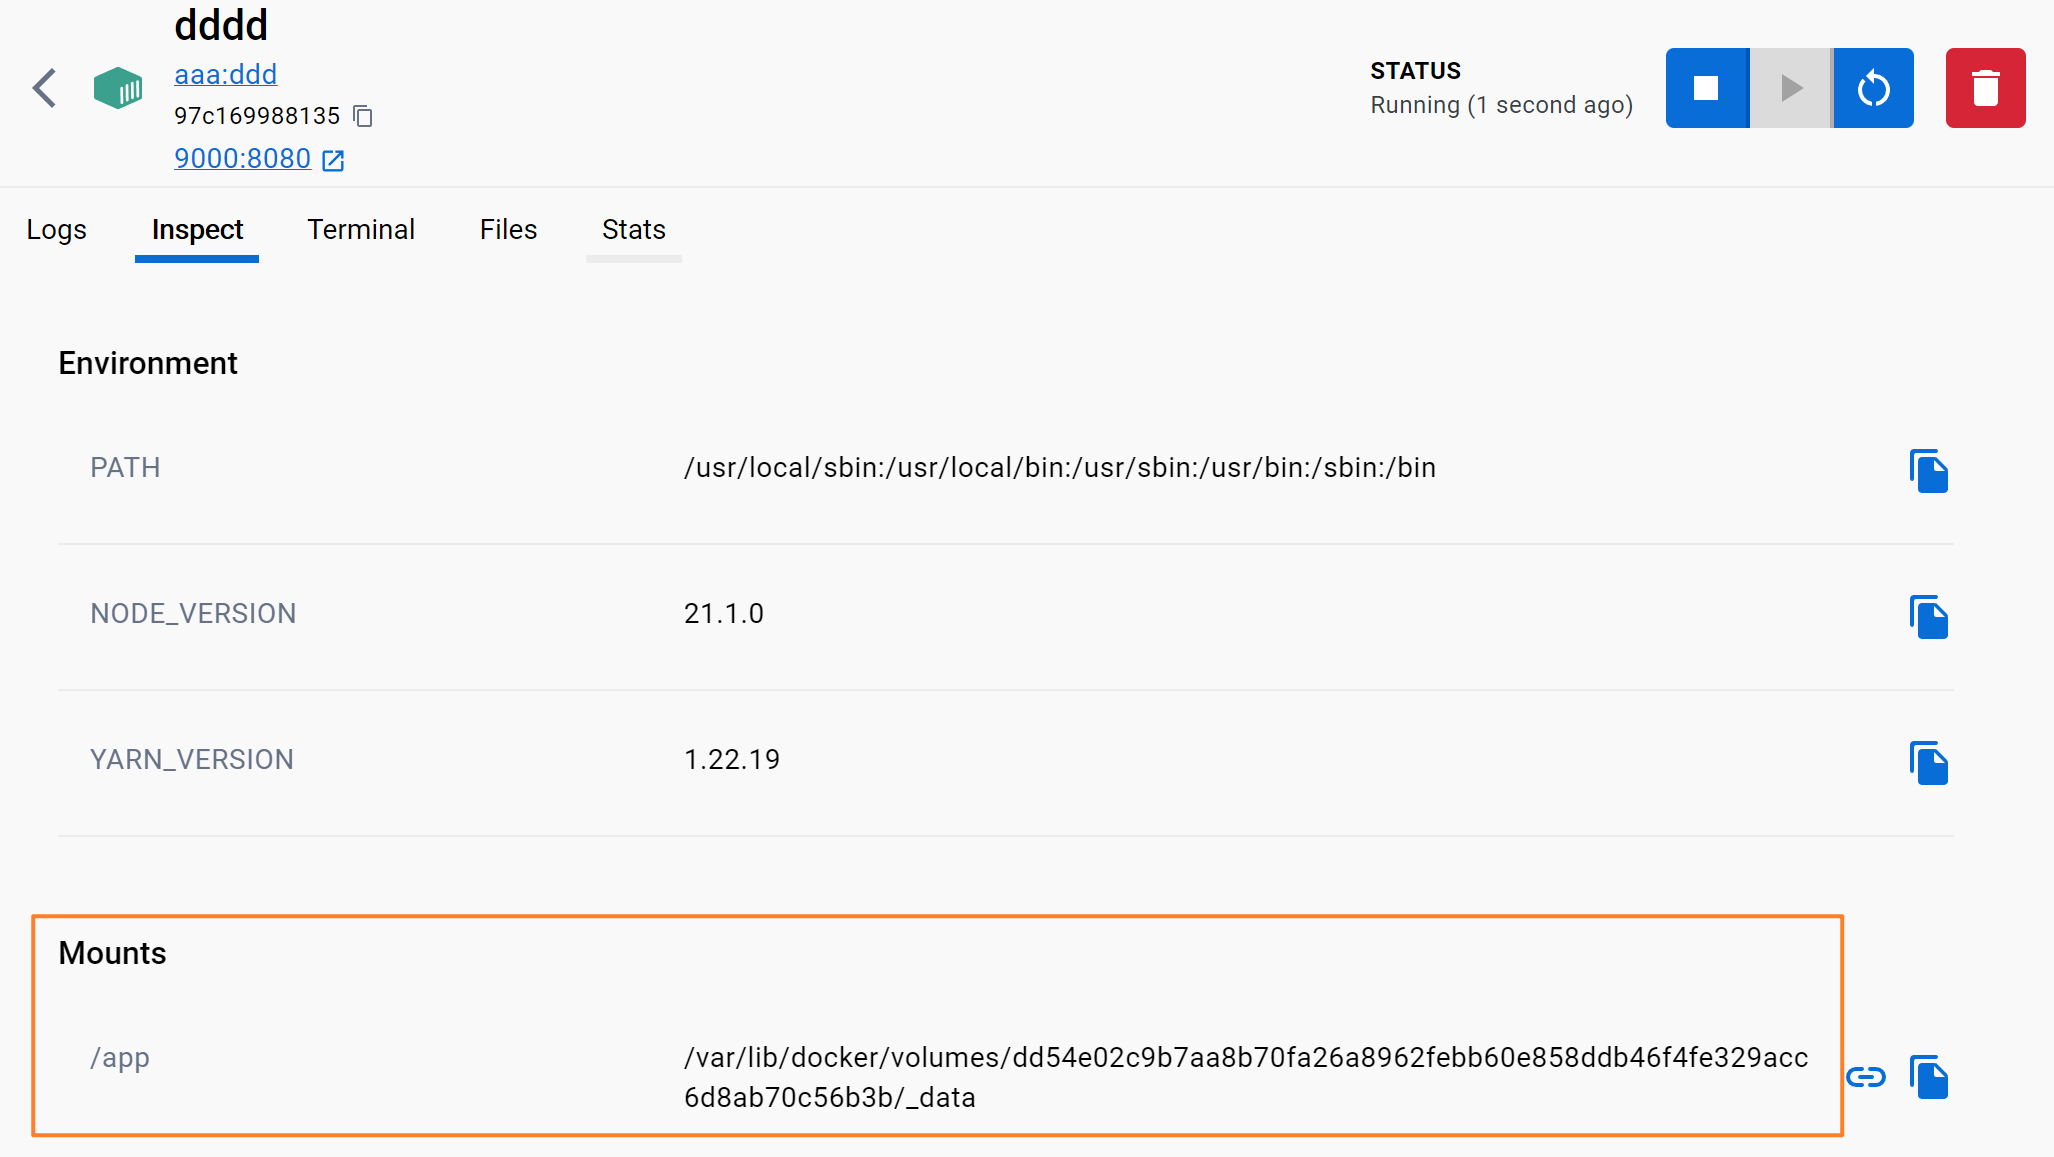 dddd
aaa:ddd
97c169988135
9000:8080
STATUS
Running (1 second ago)
Logs
Inspect
Terminal
Files
Stats
Environment
PATH
/usr/local/sbin:/usr/local/bin:/usr/sbin:/usr/bin:/sbin:/bin
NODE_VERSION
21.1.0
YARN_VERSION
1.22.19
Mounts
/app
/var/lib/docker/volumes/dd54e02c9b7aa8b70fa26a8962febb60e858ddb46f4fe329acc
6d8ab70c56b3b/_data